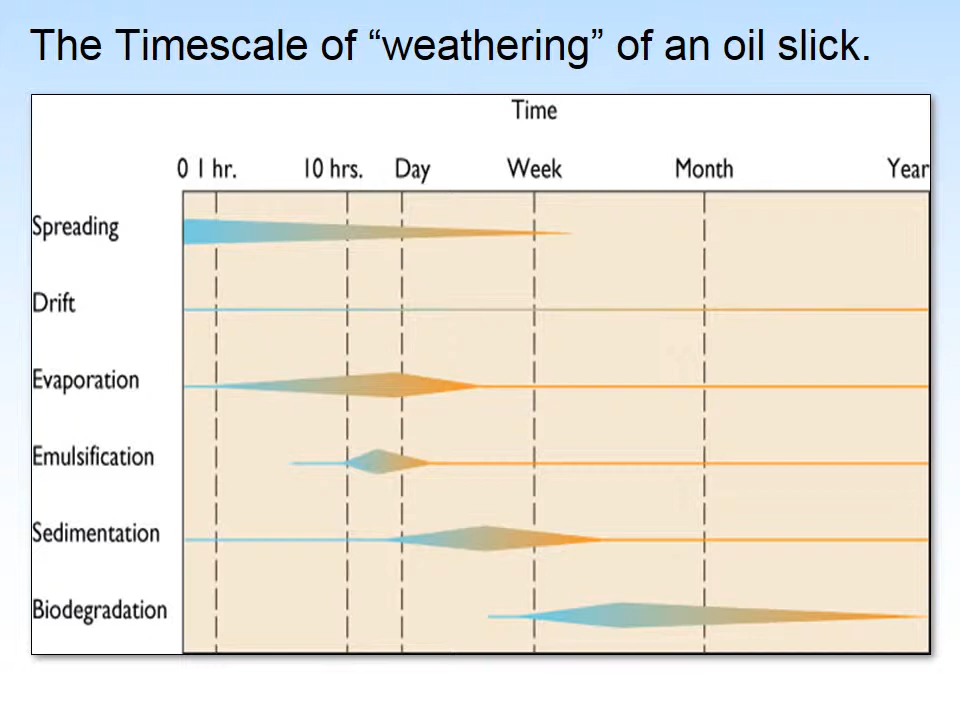 The Timescale of “weathering” of an oil slick.
Time
0 1 hr. 10 hrs. Day Week Month Year
Spreading
Drift
Evaporation
Emulsification
Sedimentation
Biodegradation